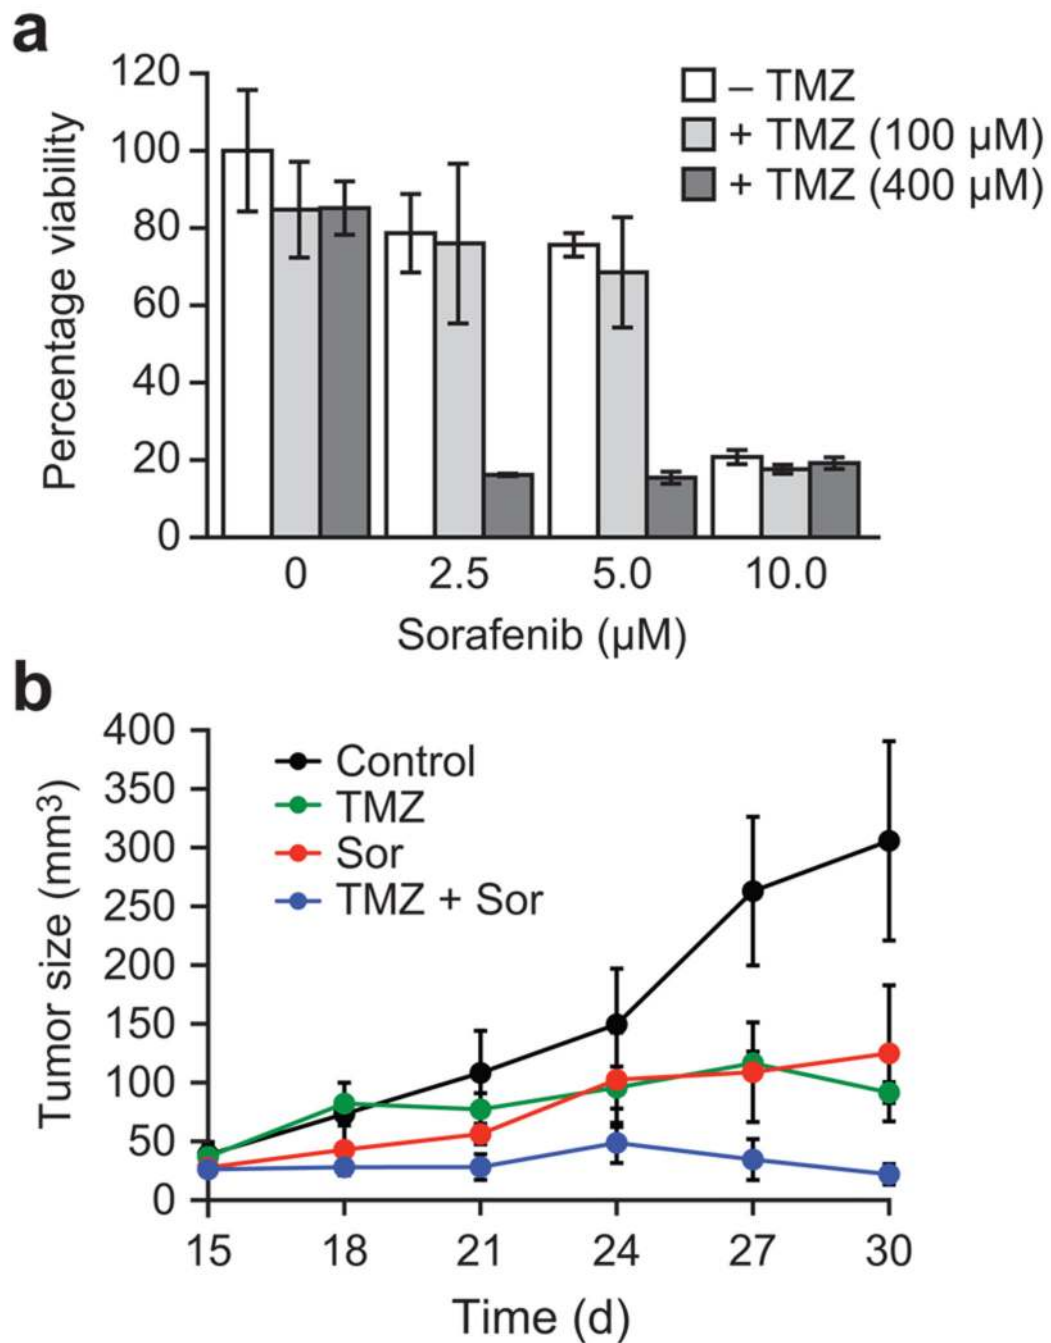 a
120
100
80
60
40
20
0
Percentage viability
– TMZ
+ TMZ (100 µM)
+ TMZ (400 µM)
0 2.5 5.0 10.0
Sorafenib (µM)
b
400
350
300
250
200
150
100
50
0
Tumor size (mm³)
Control
TMZ
Sor
TMZ + Sor
15 18 21 24 27 30
Time (d)